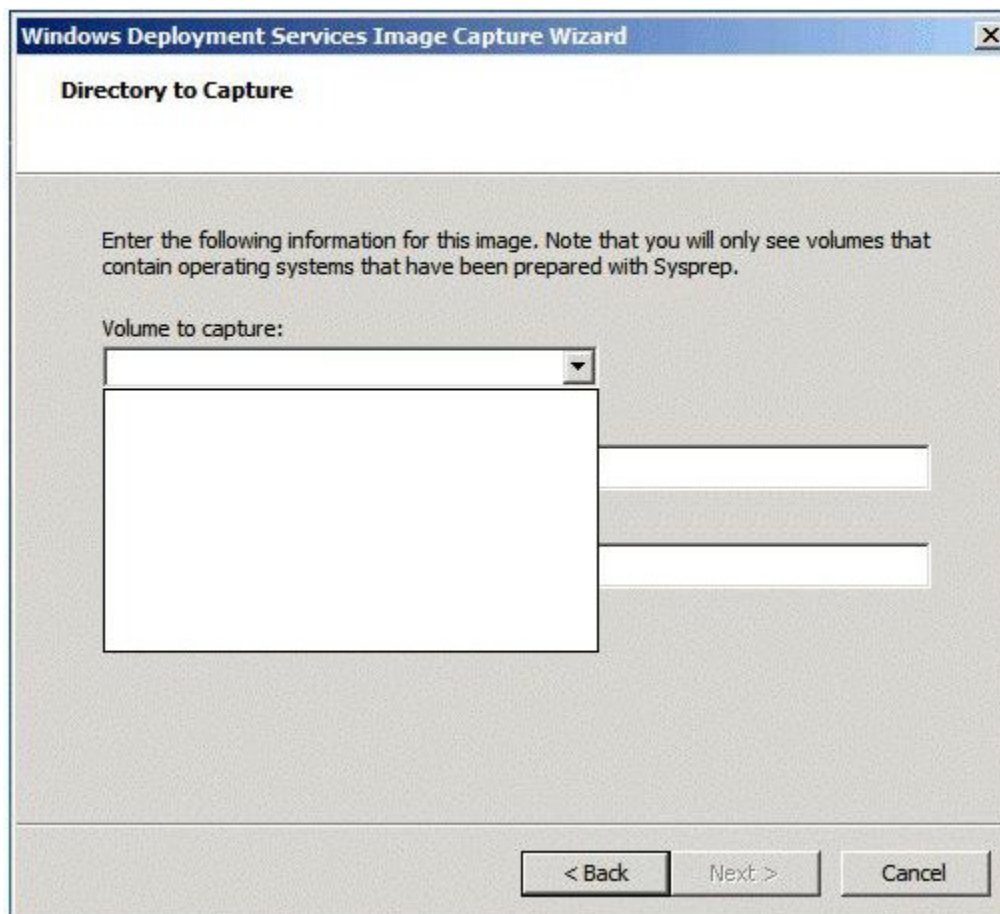 Windows Deployment Services Image Capture Wizard
Directory to Capture
Enter the following information for this image. Note that you will only see volumes that
contain operating systems that have been prepared with Sysprep.
Volume to capture:
< Back
Next >
Cancel